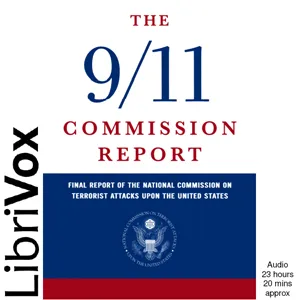 THE
9/11
COMMISSION
REPORT
FINAL REPORT OF THE NATIONAL COMMISSION ON
TERRORIST ATTACKS UPON THE UNITED STATES
LibriVox
Audio
23 hours
20 mins
approx